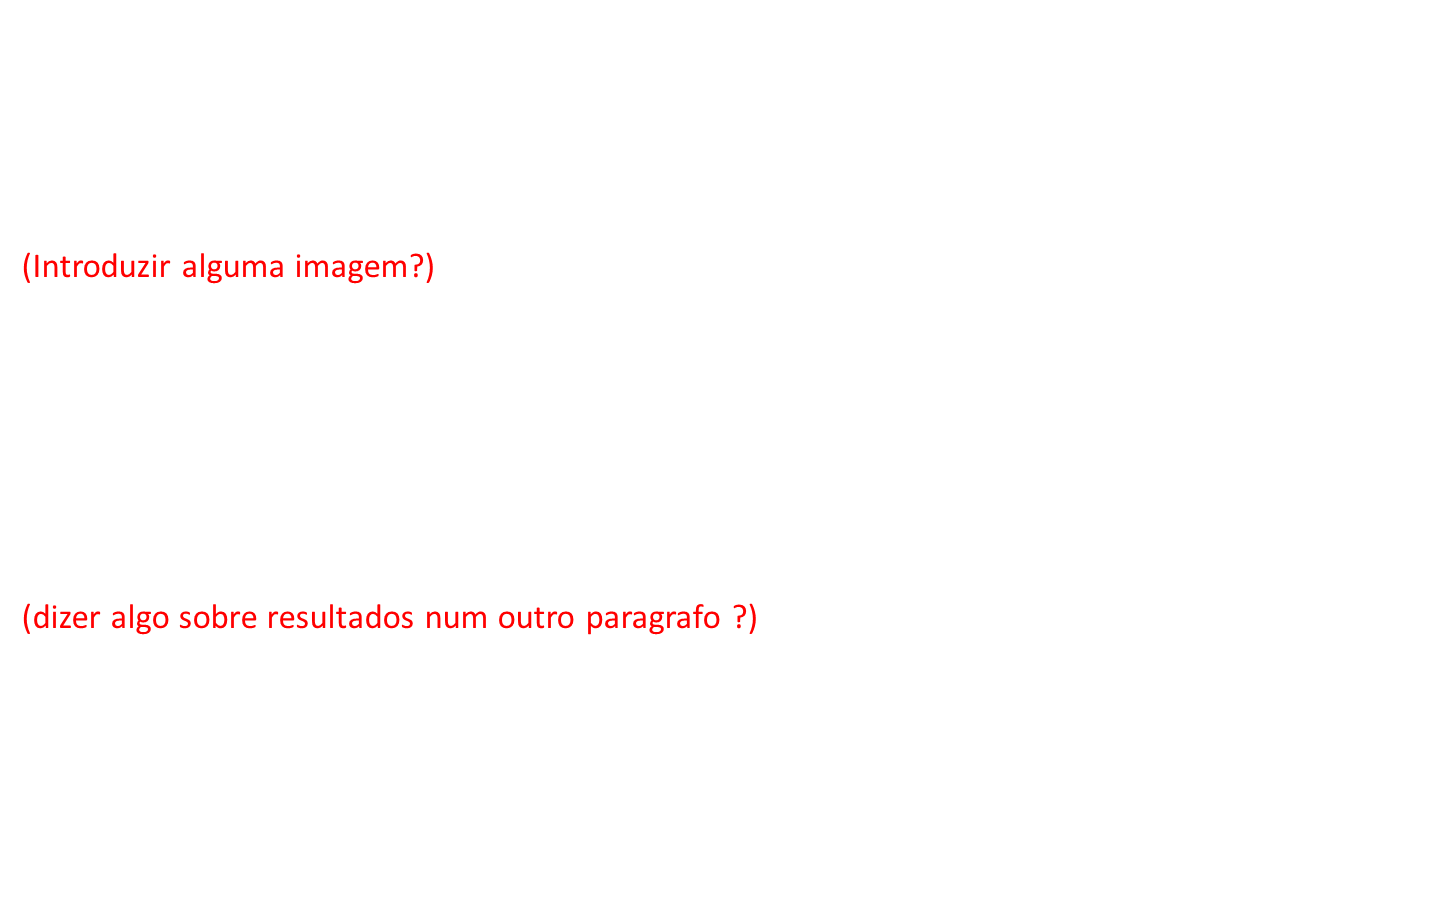 (Introduzir alguma imagem?)
(dizer algo sobre resultados num outro paragrafo ?)